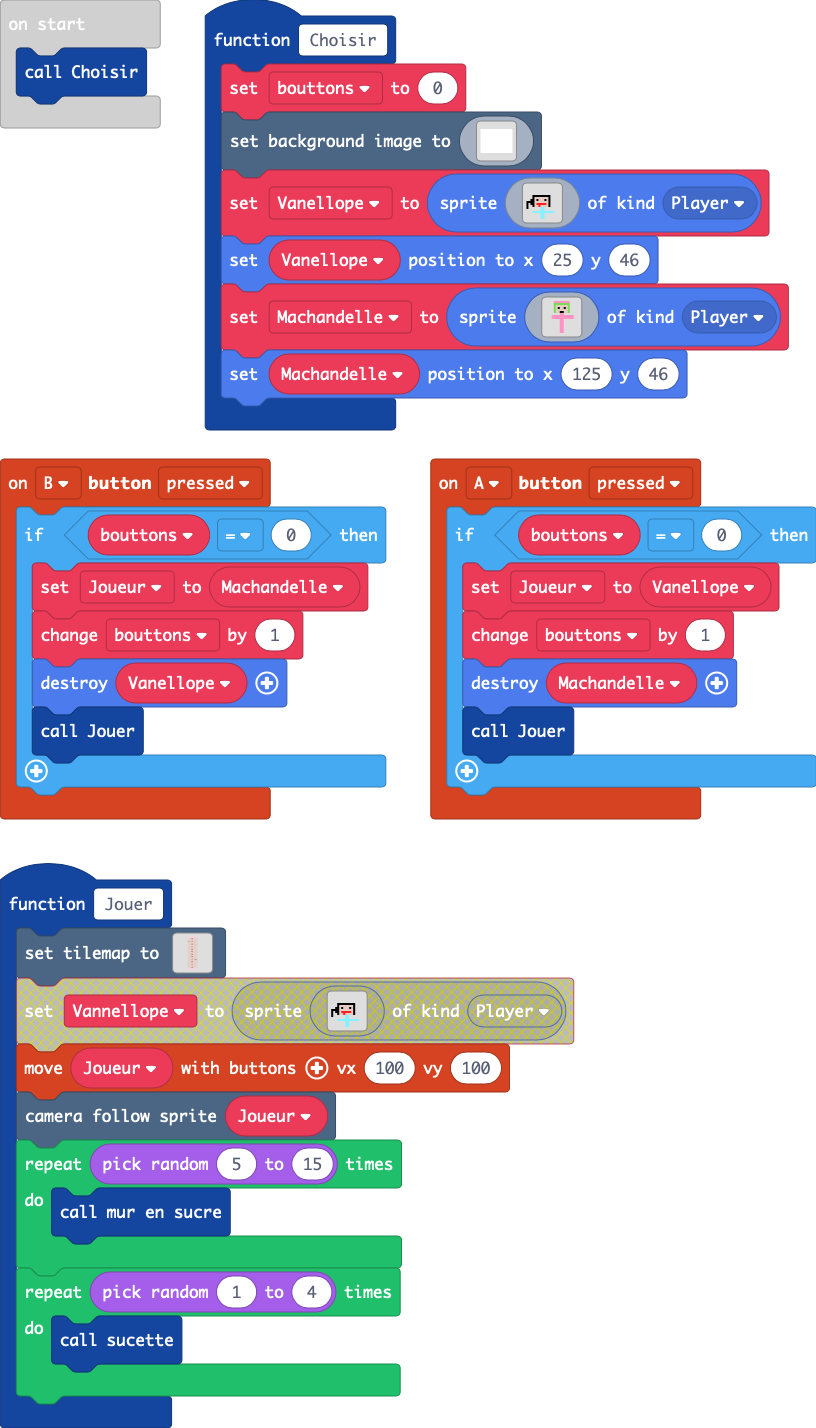 on start
call Choisir
function Choisir
set bouttons to 0
set background image to
set Vanellope to sprite of kind Player
set Vanellope position to x 25 y 46
set Machandelle to sprite of kind Player
set Machandelle position to x 125 y 46
on B button pressed
if bouttons = 0 then
set Joueur to Machandelle
change bouttons by 1
destroy Vanellope
call Jouer
on A button pressed
if bouttons = 0 then
set Joueur to Vanellope
change bouttons by 1
destroy Machandelle
call Jouer
function Jouer
set tilemap to
set Vannellope to sprite of kind Player
move Joueur with buttons vx 100 vy 100
camera follow sprite Joueur
repeat pick random 5 to 15 times
do
call mur en sucre
repeat pick random 1 to 4 times
do
call sucette